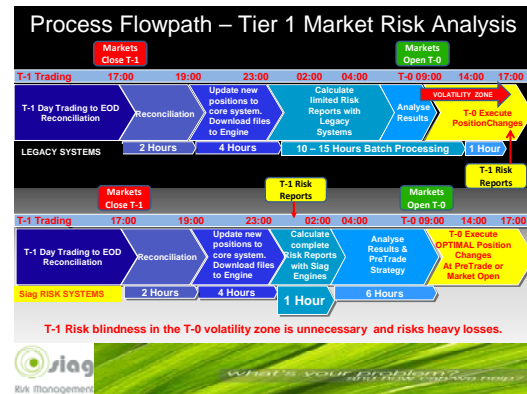 Process Flowpath – Tier 1 Market Risk Analysis
Markets
Close T-1
Markets
Open T-0
T-1 Trading 17:00 19:00 23:00 02:00 04:00 T-0 09:00 14:00 17:00
VOLATILITY ZONE
T-1 Day Trading to EOD
Reconciliation
Reconciliation
Update new
positions to
core system.
Download files
to Engine
Calculate
limited Risk
Reports with
Legacy
Systems
Analyse
Results
T-0 Execute
PositionChanges
LEGACY SYSTEMS
2 Hours
4 Hours
10 – 15 Hours Batch Processing
1 Hour
T-1 Risk
Reports
Markets
Close T-1
T-1 Risk
Reports
Markets
Open T-0
T-1 Trading 17:00 19:00 23:00 02:00 04:00 T-0 09:00 14:00 17:00
T-1 Day Trading to EOD
Reconciliation
Reconciliation
Update new
positions to
core system.
Download files
to Engine
Calculate
complete
Risk Reports
with Siag
Engines
Analyse
Results &
PreTrade
Strategy
T-0 Execute
OPTIMAL Position
Changes
At PreTrade or
Market Open
Siag RISK SYSTEMS
2 Hours
4 Hours
1 Hour
6 Hours
T-1 Risk blindness in the T-0 volatility zone is unnecessary and risks heavy losses.
siag
Risk Management
what's your problem?
and how can we help?